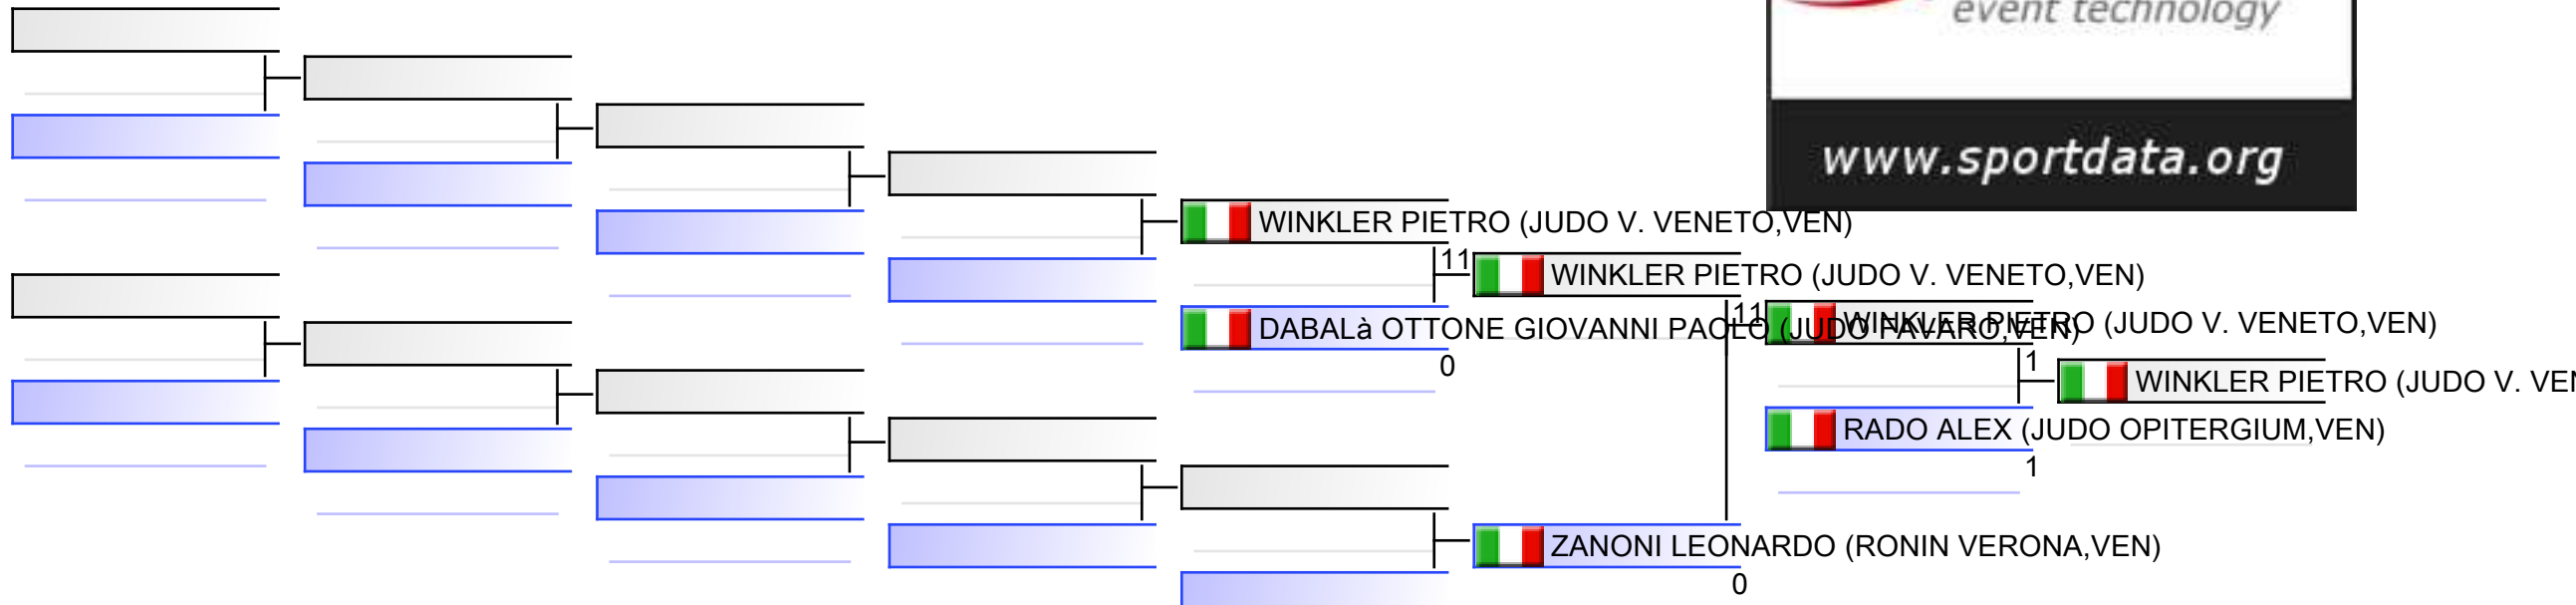 event technology
www.sportdata.org
WINKLER PIETRO (JUDO V. VENETO,VEN)
11
WINKLER PIETRO (JUDO V. VENETO,VEN)
DABALà OTTONE GIOVANNI PAOLO (JUDO FAVARO,VEN)
0
11
WINKLER PIETRO (JUDO V. VENETO,VEN)
1
WINKLER PIETRO (JUDO V. VEN
RADO ALEX (JUDO OPITERGIUM,VEN)
1
ZANONI LEONARDO (RONIN VERONA,VEN)
0